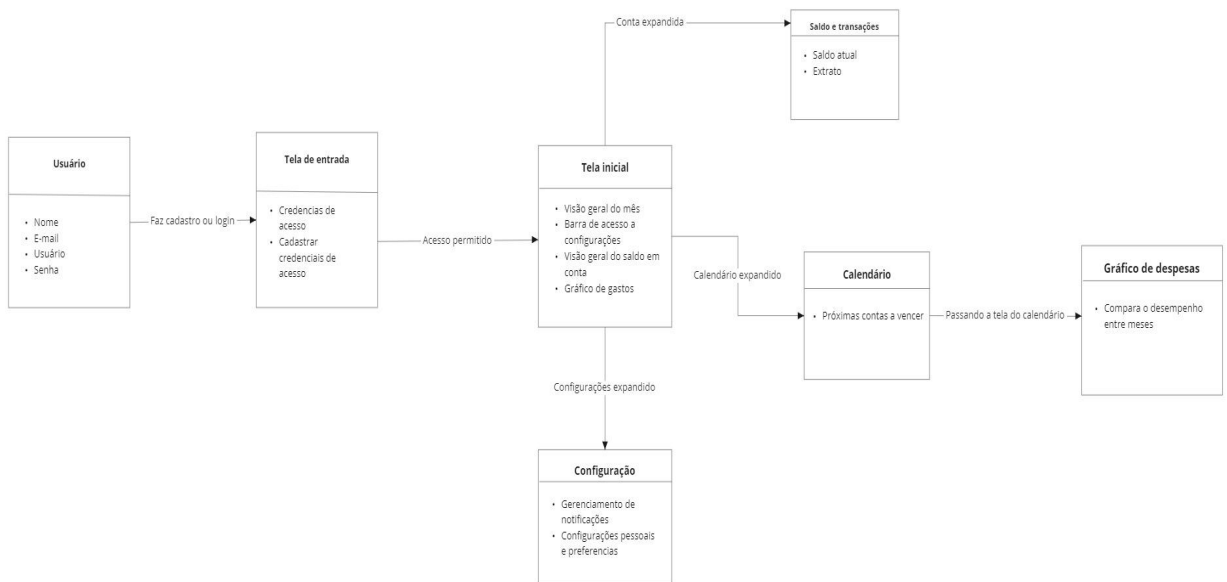 Conta expandida
Saldo e transações
• Saldo atual
• Extrato
Usuário
• Nome
• E-mail
• Usuário
• Senha
Faz cadastro ou login
Tela de entrada
• Credencias de
acesso
• Cadastrar
credenciais de
acesso
Acesso permitido
Tela inicial
• Visão geral do mês
• Barra de acesso a
configurações
• Visão geral do saldo em
conta
• Gráfico de gastos
Calendário expandido
Calendário
• Próximas contas a vencer
Passando a tela do calendário
Gráfico de despesas
• Compara o desempenho
entre meses
Configurações expandido
Configuração
• Gerenciamento de
notificações
• Configurações pessoais
e preferencias